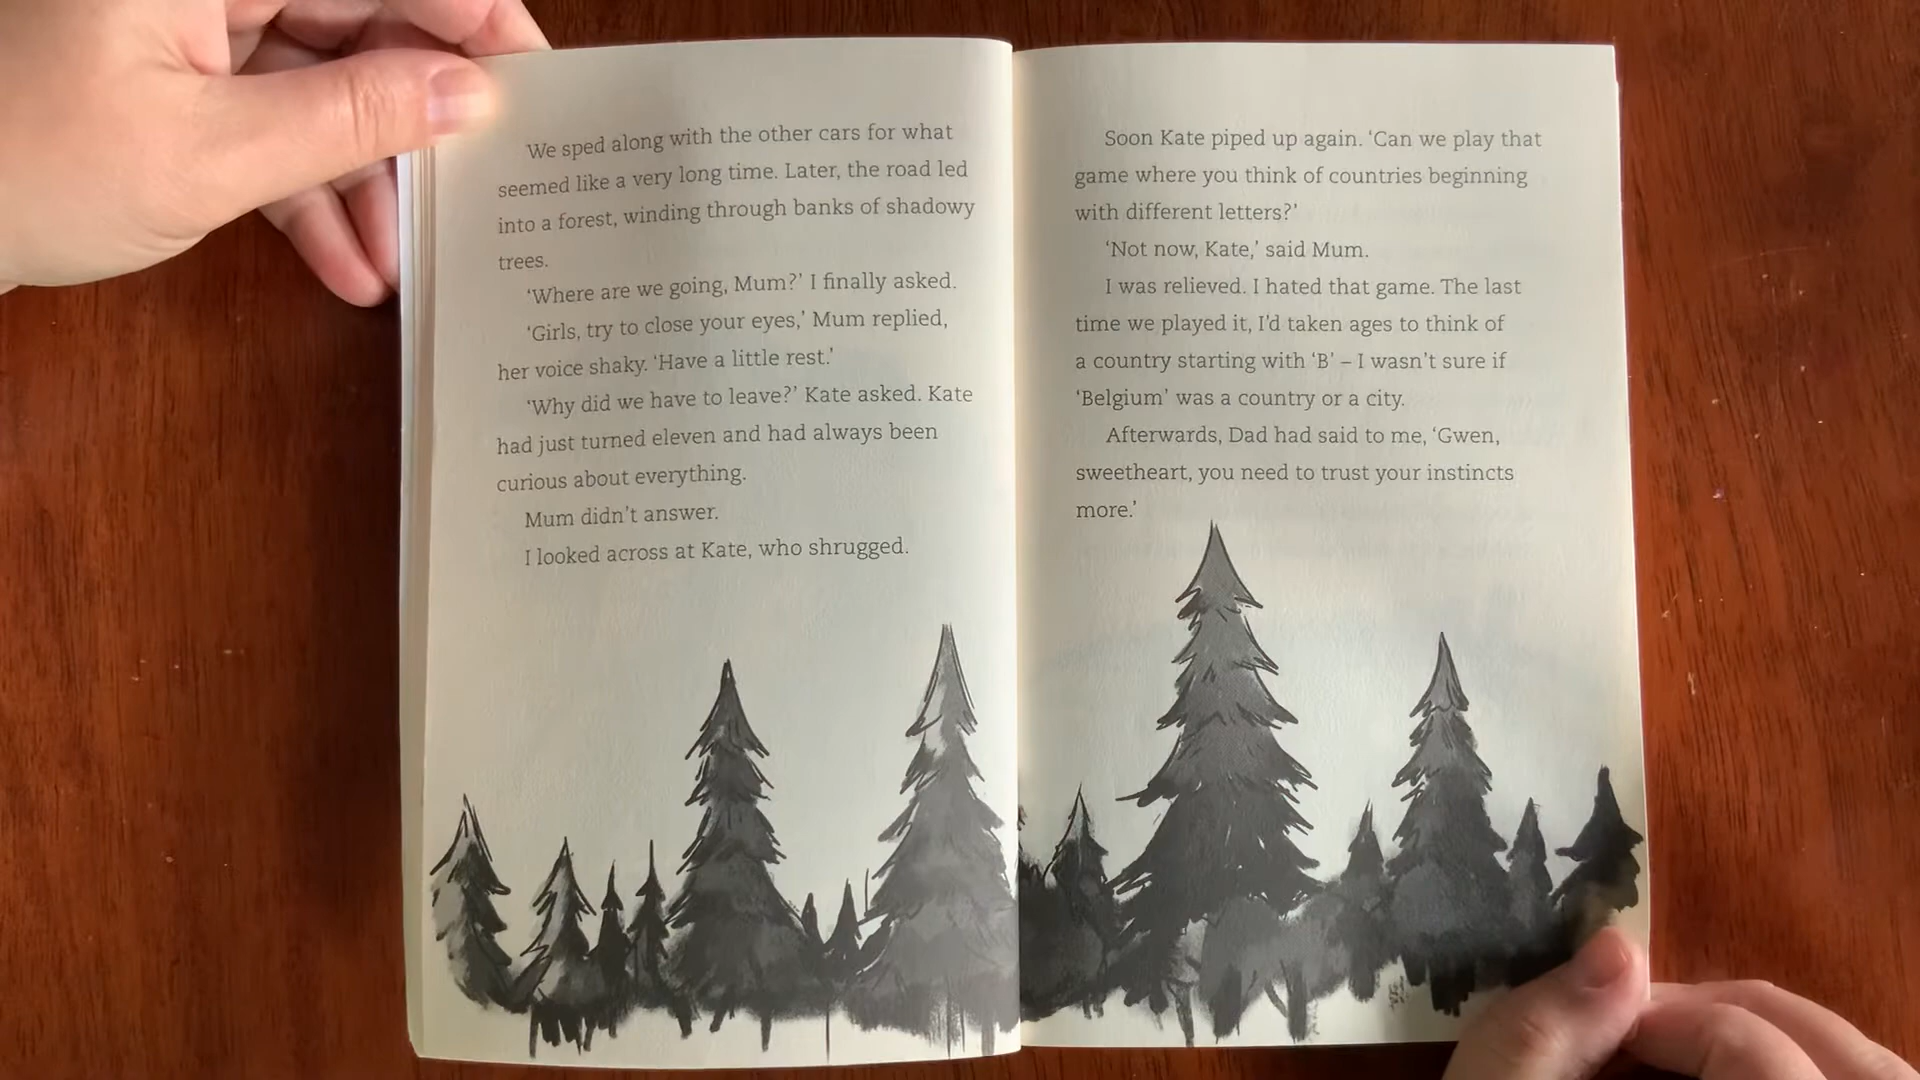 We sped along with the other cars for what
seemed like a very long time. Later, the road led
into a forest, winding through banks of shadowy
trees.
‘Where are we going, Mum?’ I finally asked.
‘Girls, try to close your eyes,’ Mum replied,
her voice shaky. ‘Have a little rest.’
‘Why did we have to leave?’ Kate asked. Kate
had just turned eleven and had always been
curious about everything.
Mum didn’t answer.
I looked across at Kate, who shrugged.
Soon Kate piped up again. ‘Can we play that
game where you think of countries beginning
with different letters?’
‘Not now, Kate,’ said Mum.
I was relieved. I hated that game. The last
time we played it, I’d taken ages to think of
a country starting with ‘B’ – I wasn’t sure if
‘Belgium’ was a country or a city.
Afterwards, Dad had said to me, ‘Gwen,
sweetheart, you need to trust your instincts
more.’